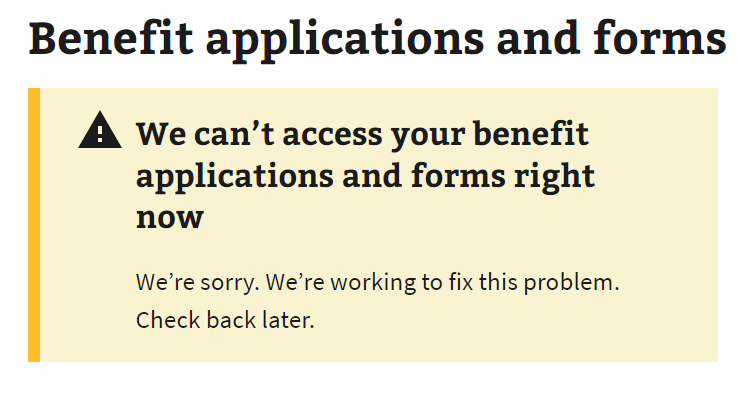 Benefit applications and forms
We can’t access your benefit
applications and forms right
now
We’re sorry. We’re working to fix this problem.
Check back later.